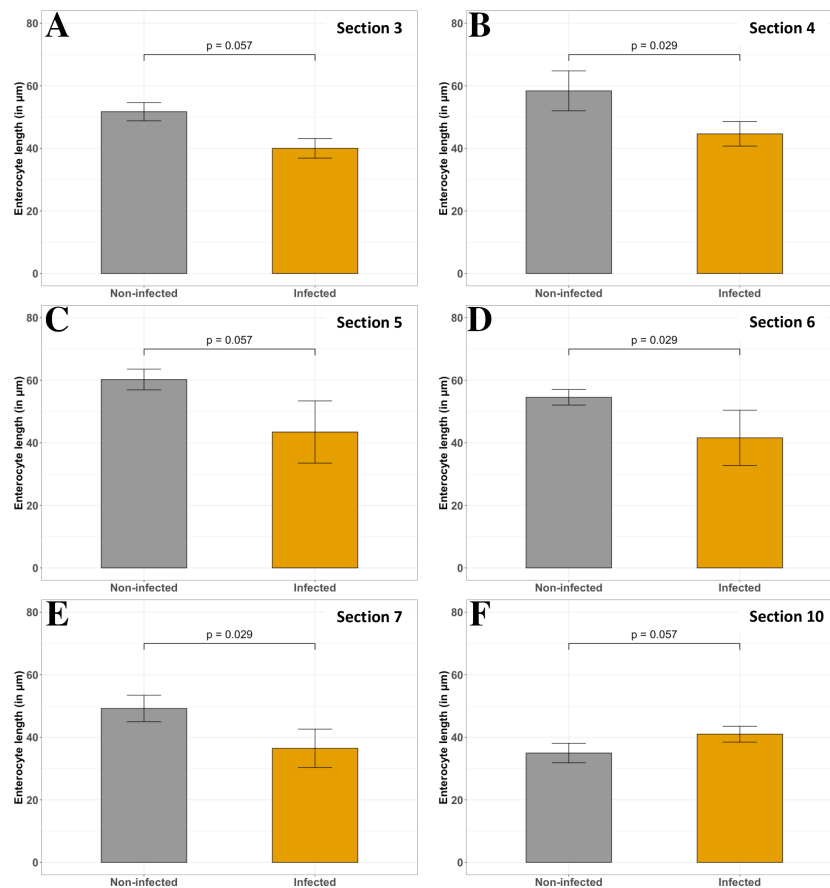 A
Section 3
p = 0.057
80
60
40
20
0
Enterocyte length (in µm)
Non-infected
Infected
B
Section 4
p = 0.029
80
60
40
20
0
Enterocyte length (in µm)
Non-infected
Infected
C
Section 5
p = 0.057
80
60
40
20
0
Enterocyte length (in µm)
Non-infected
Infected
D
Section 6
p = 0.029
80
60
40
20
0
Enterocyte length (in µm)
Non-infected
Infected
E
Section 7
p = 0.029
80
60
40
20
0
Enterocyte length (in µm)
Non-infected
Infected
F
Section 10
p = 0.057
80
60
40
20
0
Enterocyte length (in µm)
Non-infected
Infected